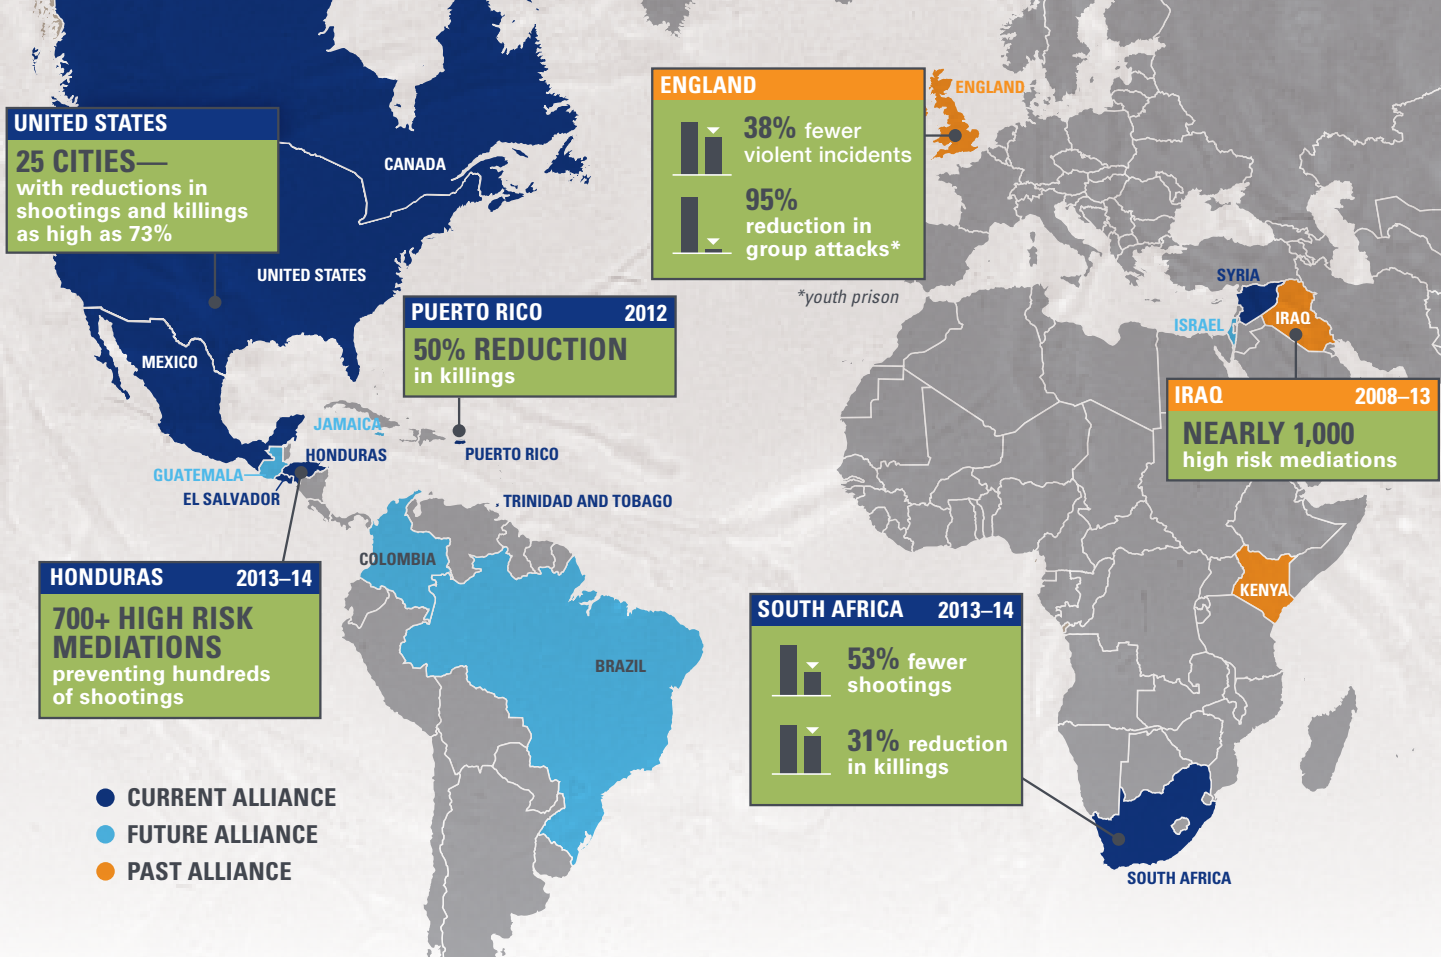 UNITED STATES
25 CITIES—
with reductions in
shootings and killings
as high as 73%
CANADA
UNITED STATES
MEXICO
ENGLAND
38% fewer
violent incidents
95%
reduction in
group attacks*
*youth prison
ENGLAND
PUERTO RICO 2012
50% REDUCTION
in killings
PUERTO RICO
JAMAICA
HONDURAS
GUATEMALA
EL SALVADOR
TRINIDAD AND TOBAGO
SYRIA
ISRAEL
IRAQ
IRAQ 2008–13
NEARLY 1,000
high risk mediations
HONDURAS 2013–14
700+ HIGH RISK
MEDIATIONS
preventing hundreds
of shootings
COLOMBIA
BRAZIL
KENYA
SOUTH AFRICA 2013–14
53% fewer
shootings
31% reduction
in killings
SOUTH AFRICA
CURRENT ALLIANCE
FUTURE ALLIANCE
PAST ALLIANCE